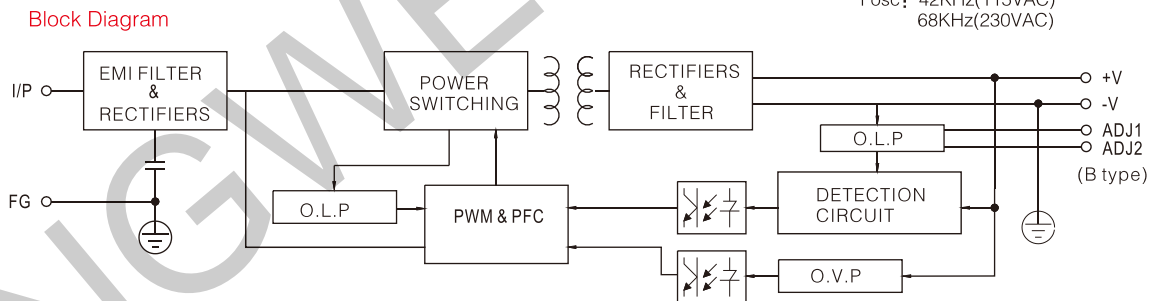 Block Diagram
Fosc: 42KHz(115VAC)
68KHz(230VAC)
I/P
EMI FILTER
&
RECTIFIERS
POWER
SWITCHING
RECTIFIERS
&
FILTER
+V
-V
O.L.P
ADJ1
ADJ2
(B type)
FG
O.L.P
PWM & PFC
DETECTION
CIRCUIT
O.V.P